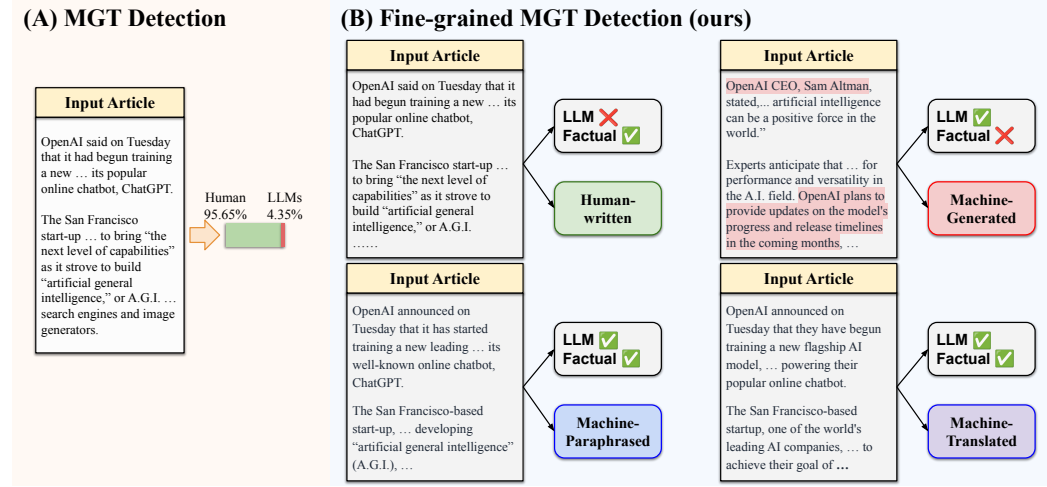 (A) MGT Detection
Input Article
OpenAI said on Tuesday
that it had begun training
a new … its popular
online chatbot, ChatGPT.
The San Francisco
start-up … to bring “the
next level of capabilities”
as it strove to build
“artificial general
intelligence,” or A.G.I. …
search engines and image
generators.
Human LLMs
95.65% 4.35%
(B) Fine-grained MGT Detection (ours)
Input Article
OpenAI said on Tuesday that it
had begun training a new … its
popular online chatbot,
ChatGPT.
The San Francisco start-up …
to bring “the next level of
capabilities” as it strove to
build “artificial general
intelligence,” or A.G.I.
……
LLM ❌
Factual ✅
Human-
written
Input Article
OpenAI CEO, Sam Altman,
stated,... artificial intelligence
can be a positive force in the
world.”
Experts anticipate that … for
performance and versatility in
the A.I. field. OpenAI plans to
provide updates on the model's
progress and release timelines
in the coming months, …
LLM ✅
Factual ❌
Machine-
Generated
Input Article
OpenAI announced on
Tuesday that it has started
training a new leading … its
well-known online chatbot,
ChatGPT.
The San Francisco-based
start-up, … developing
“artificial general intelligence”
(A.G.I.), …
LLM ✅
Factual ✅
Machine-
Paraphrased
Input Article
OpenAI announced on
Tuesday that they have begun
training a new flagship AI
model, … powering their
popular online chatbot.
The San Francisco-based
startup, one of the world's
leading AI companies, … to
achieve their goal of …
LLM ✅
Factual ✅
Machine-
Translated